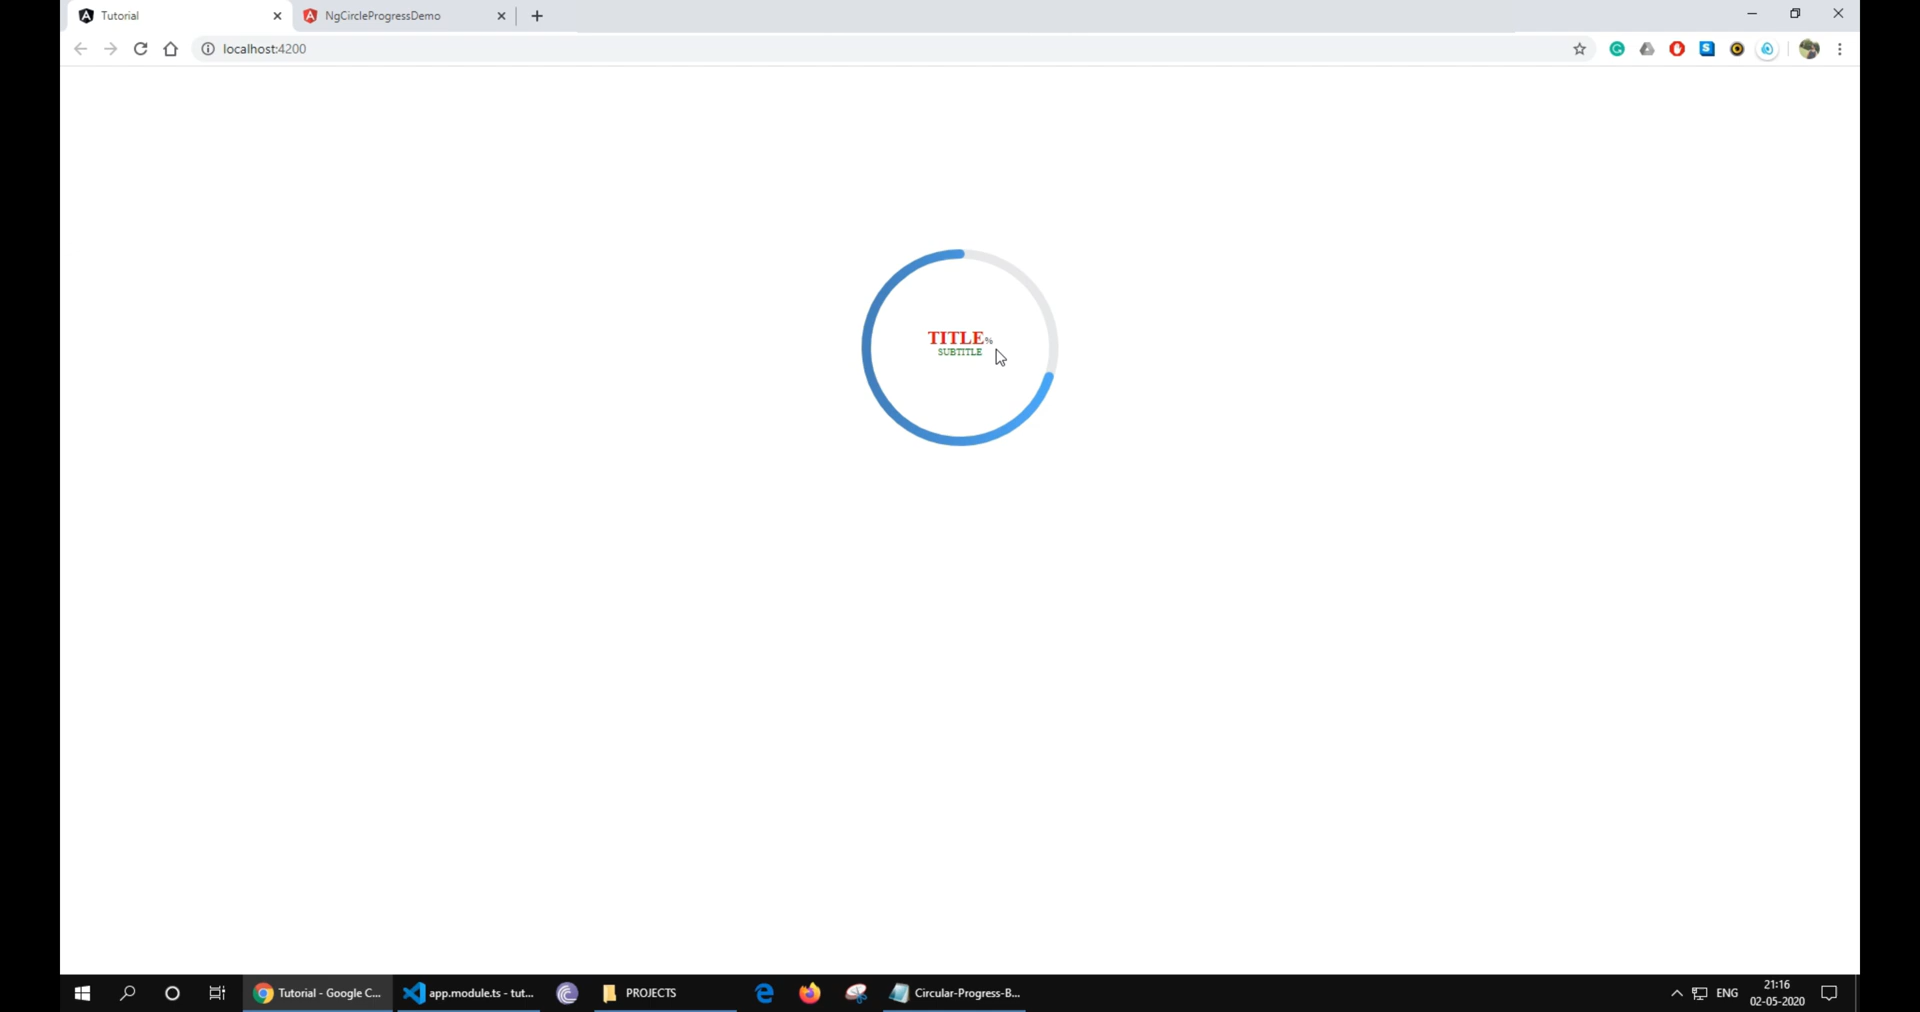 Tutorial
NgCircleProgressDemo
localhost:4200
TITLE%
SUBTITLE
Tutorial - Google C...
app.module.ts - tut...
PROJECTS
Circular-Progress-B...
ENG
21:16
02-05-2020